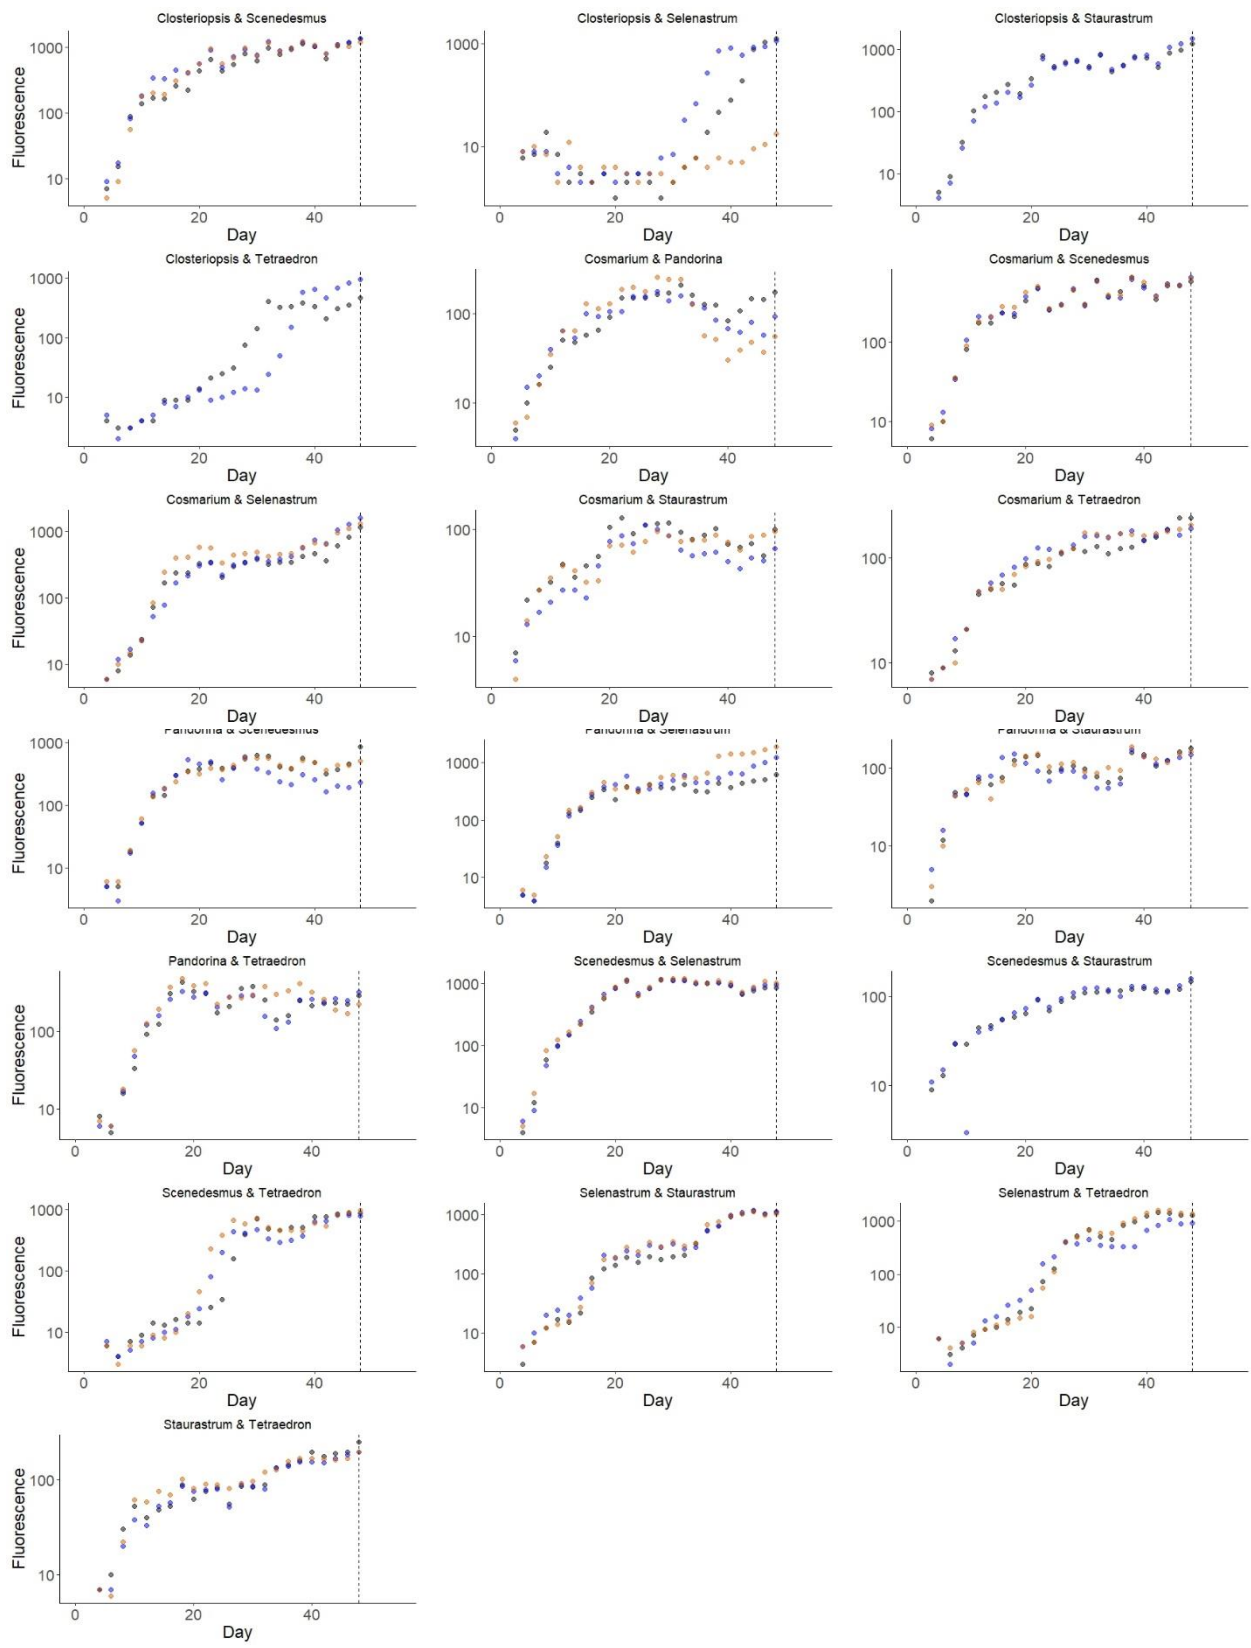 Closteriopsis & Scenedesmus
Closteriopsis & Selenastrum
Closteriopsis & Staurastrum
Fluorescence
1000
100
10
1000
10
1000
100
10
0 20 40
0 20 40
0 20 40
Day
Day
Day
Closteriopsis & Tetraedron
Cosmarium & Pandorina
Cosmarium & Scenedesmus
Fluorescence
1000
100
10
100
10
100
10
0 20 40
0 20 40
0 20 40
Day
Day
Day
Cosmarium & Selenastrum
Cosmarium & Staurastrum
Cosmarium & Tetraedron
Fluorescence
1000
100
10
100
10
100
10
0 20 40
0 20 40
0 20 40
Day
Day
Day
Pandorina & Scenedesmus
Pandorina & Selenastrum
Pandorina & Staurastrum
Fluorescence
1000
100
10
1000
100
10
100
10
0 20 40
0 20 40
0 20 40
Day
Day
Day
Pandorina & Tetraedron
Scenedesmus & Selenastrum
Scenedesmus & Staurastrum
Fluorescence
100
10
1000
100
10
100
10
0 20 40
0 20 40
0 20 40
Day
Day
Day
Scenedesmus & Tetraedron
Selenastrum & Staurastrum
Selenastrum & Tetraedron
Fluorescence
1000
100
10
1000
100
10
1000
100
10
0 20 40
0 20 40
0 20 40
Day
Day
Day
Staurastrum & Tetraedron
Fluorescence
100
10
0 20 40
Day